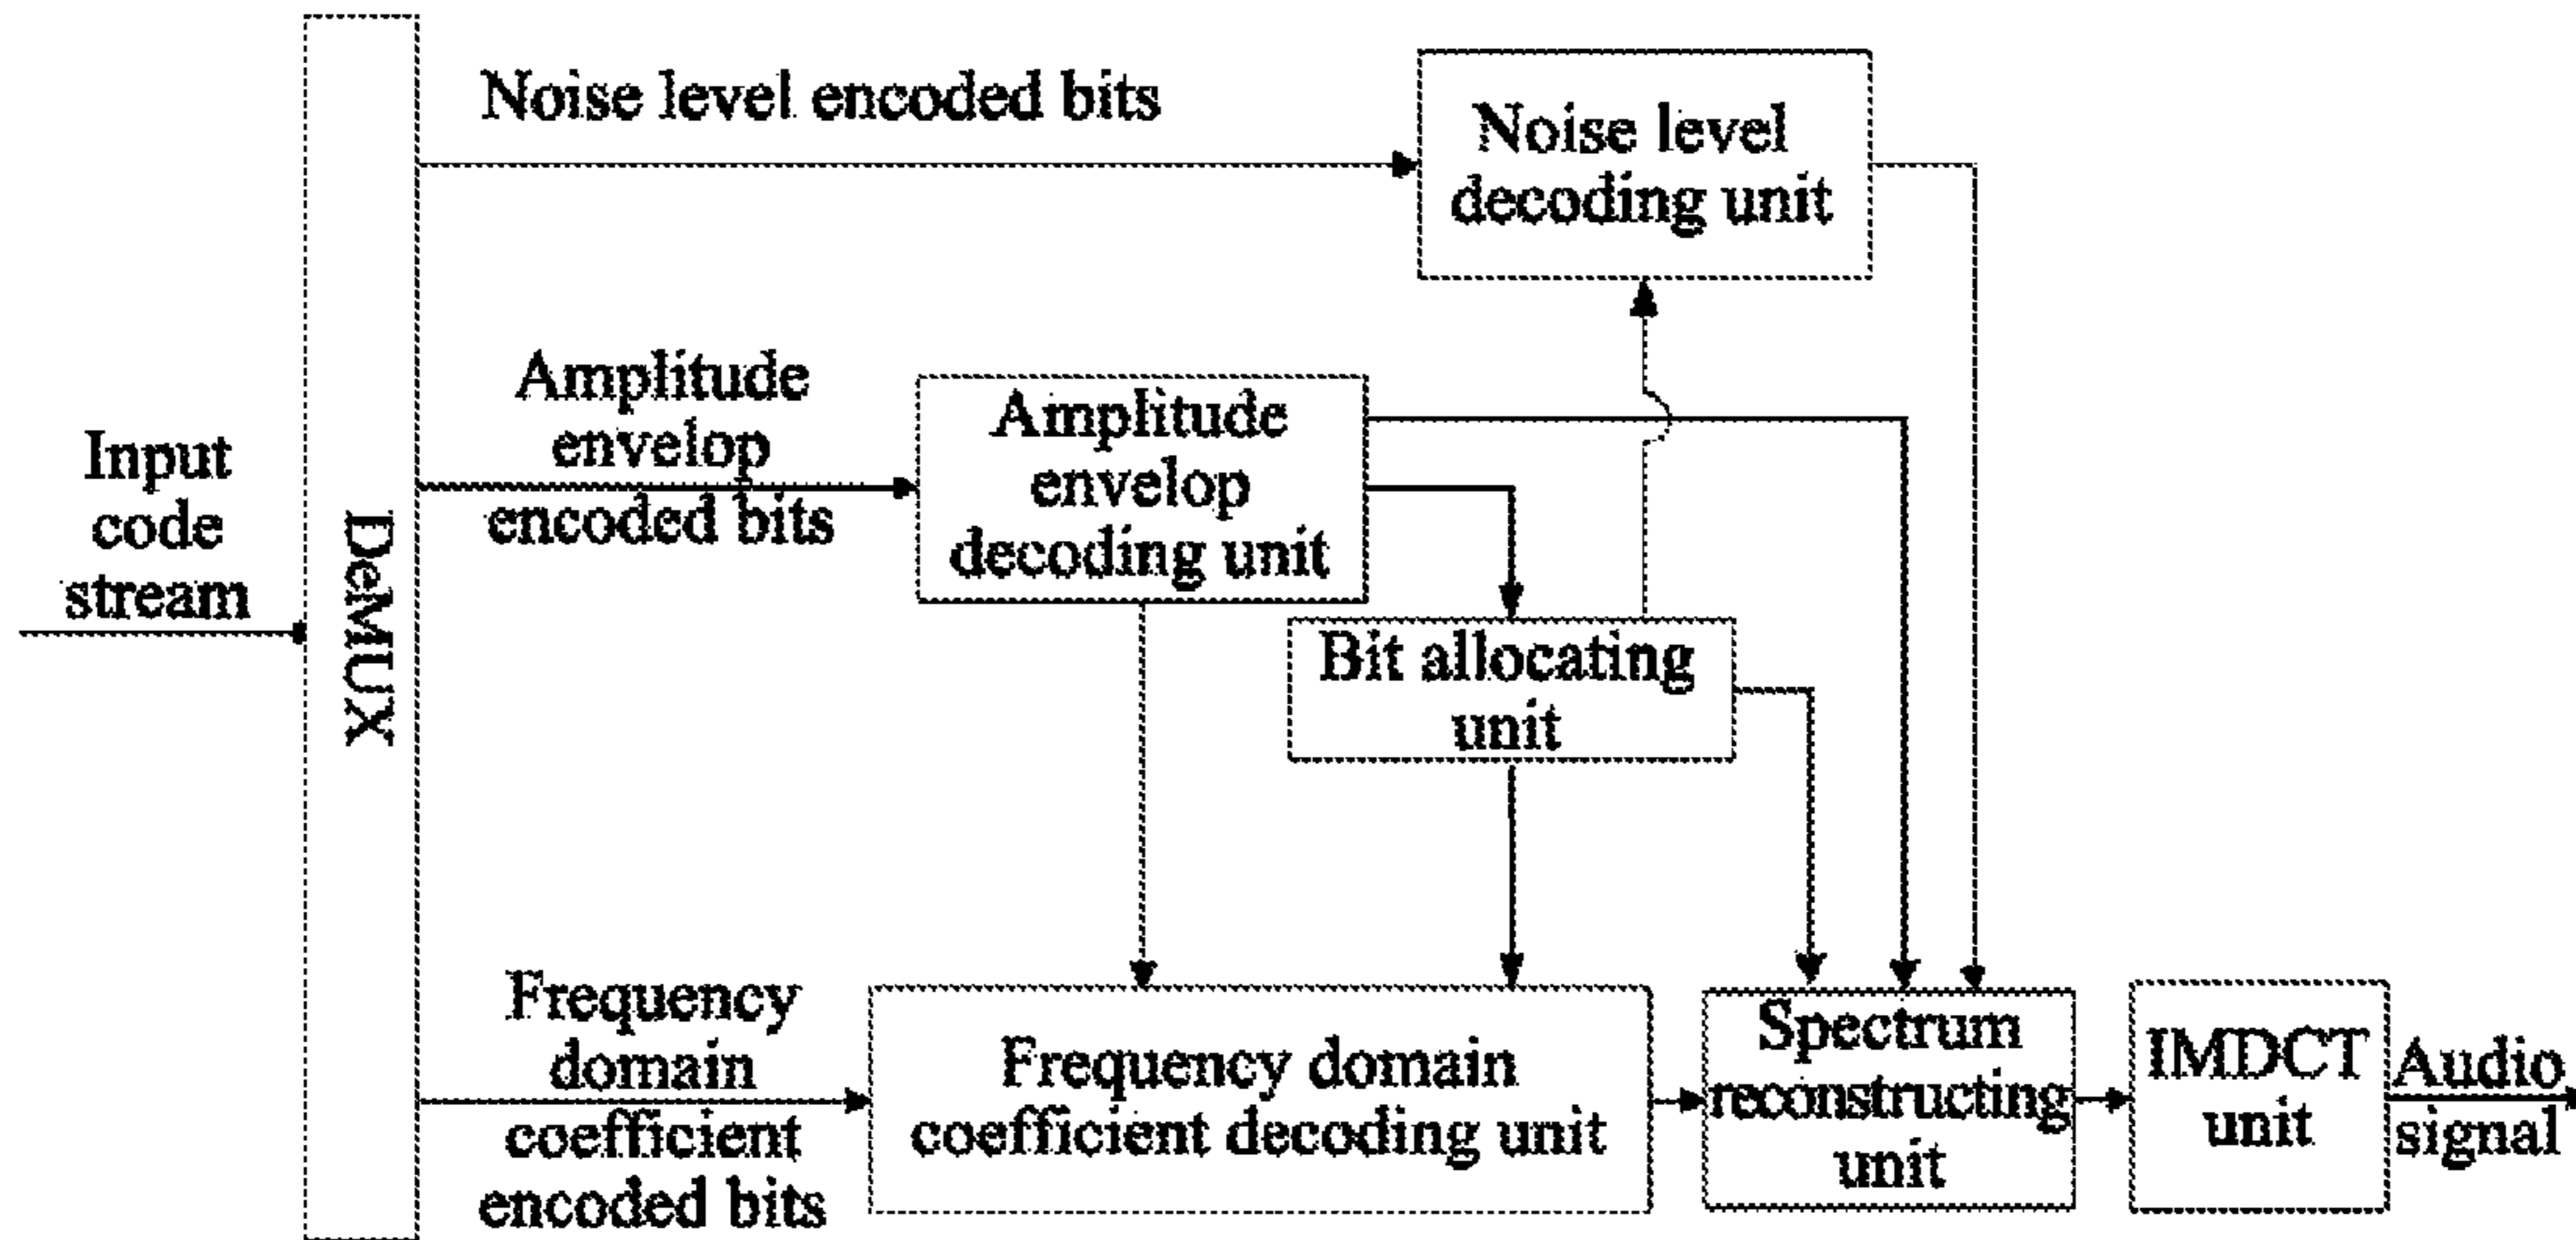 Noise level encoded bits
Noise level
decoding unit
Amplitude
envelop
encoded bits
Amplitude
envelop
decoding unit
Input
code
stream
DeMUX
Bit allocating
unit
Frequency
domain
coefficient
encoded bits
Frequency domain
coefficient decoding unit
Spectrum
reconstructing
unit
IMDCT
unit
Audio
signal